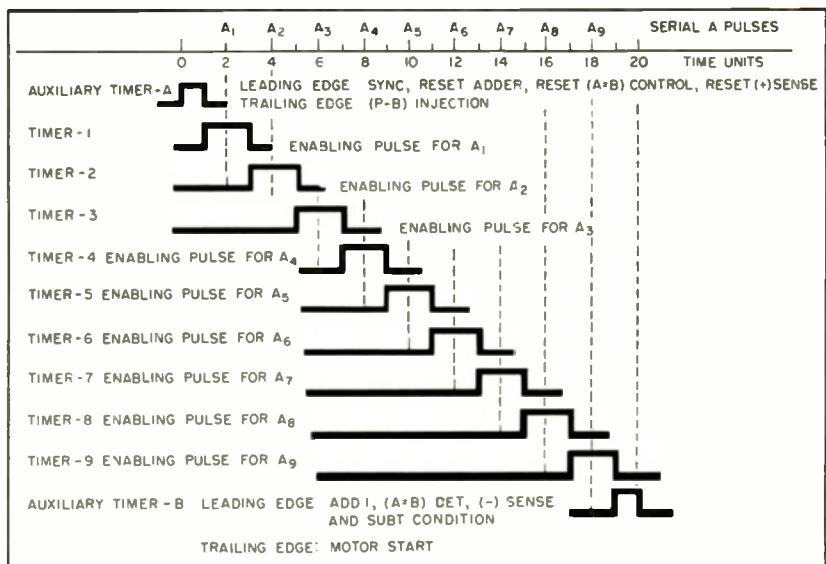 A1 A2 A3 A4 A5 A6 A7 A8 A9 SERIAL A PULSES
0 2 4 6 8 10 12 14 16 18 20 TIME UNITS
AUXILIARY TIMER-A LEADING EDGE SYNC, RESET ADDER, RESET (A=B) CONTROL, RESET (+) SENSE
TRAILING EDGE (P-B) INJECTION
TIMER-1 ENABLING PULSE FOR A1
TIMER-2 ENABLING PULSE FOR A2
TIMER-3 ENABLING PULSE FOR A3
TIMER-4 ENABLING PULSE FOR A4
TIMER-5 ENABLING PULSE FOR A5
TIMER-6 ENABLING PULSE FOR A6
TIMER-7 ENABLING PULSE FOR A7
TIMER-8 ENABLING PULSE FOR A8
TIMER-9 ENABLING PULSE FOR A9
AUXILIARY TIMER-B LEADING EDGE ADD 1, (A=B) DET, (-) SENSE
AND SUBT CONDITION
TRAILING EDGE: MOTOR START